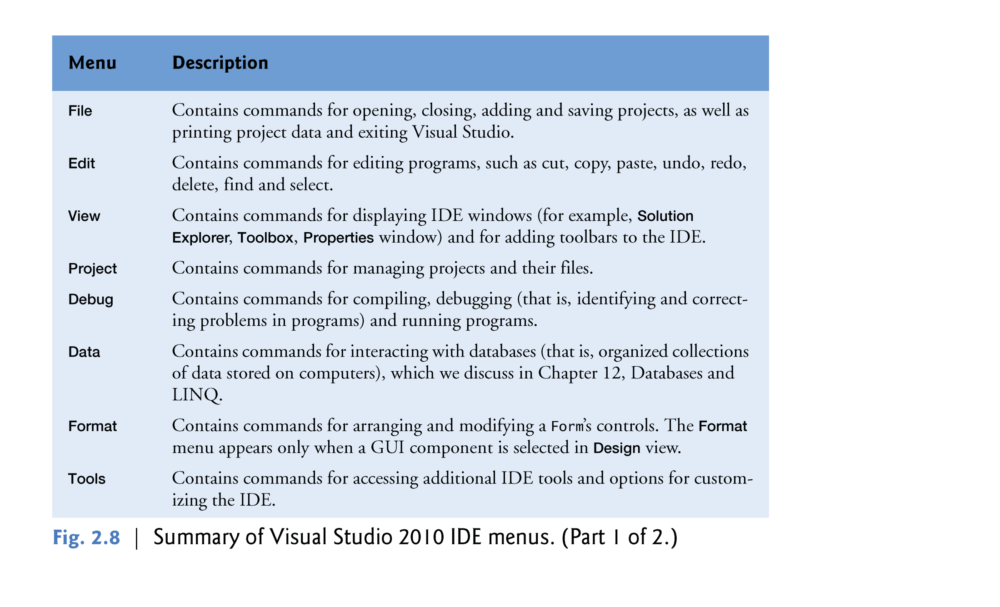 Menu Description
File Contains commands for opening, closing, adding and saving projects, as well as
printing project data and exiting Visual Studio.
Edit Contains commands for editing programs, such as cut, copy, paste, undo, redo,
delete, find and select.
View Contains commands for displaying IDE windows (for example, Solution
Explorer, Toolbox, Properties window) and for adding toolbars to the IDE.
Project Contains commands for managing projects and their files.
Debug Contains commands for compiling, debugging (that is, identifying and correct-
ing problems in programs) and running programs.
Data Contains commands for interacting with databases (that is, organized collections
of data stored on computers), which we discuss in Chapter 12, Databases and
LINQ.
Format Contains commands for arranging and modifying a Form’s controls. The Format
menu appears only when a GUI component is selected in Design view.
Tools Contains commands for accessing additional IDE tools and options for custom-
izing the IDE.
Fig. 2.8 | Summary of Visual Studio 2010 IDE menus. (Part 1 of 2.)